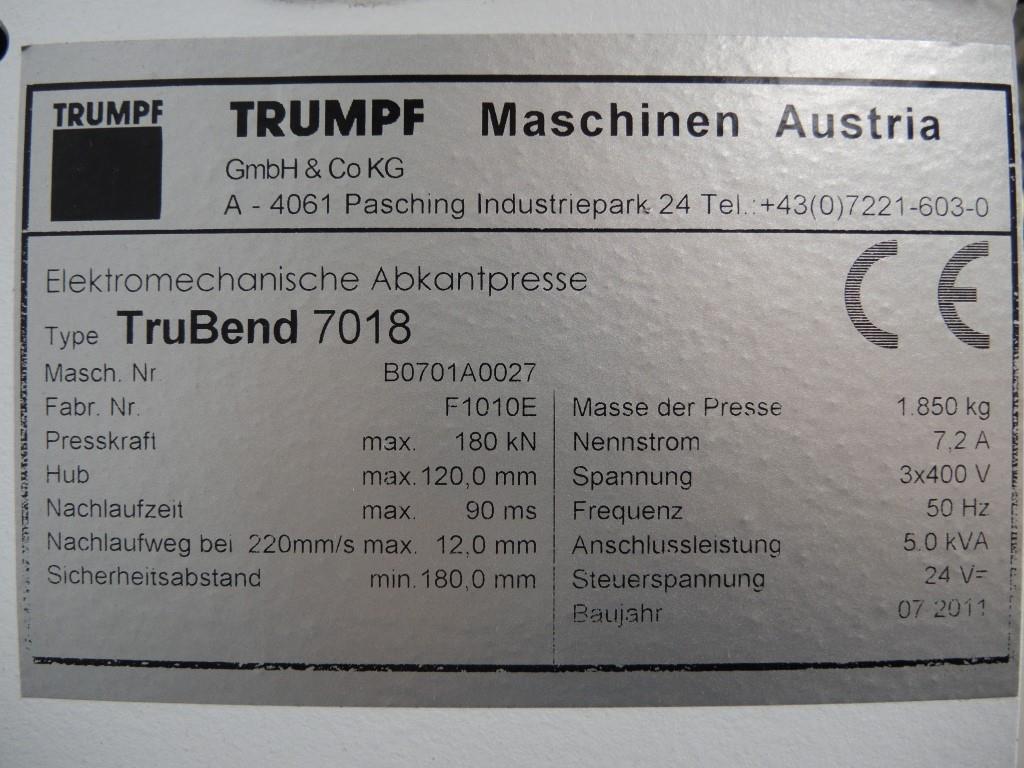 TRUMPF
TRUMPF Maschinen Austria
GmbH & Co KG
A - 4061 Pasching Industriepark 24 Tel.:+43(0)7221-603-0
Elektromechanische Abkantpresse
CE
Type TruBend 7018
Masch. Nr. B0701A0027
Fabr. Nr. F1010E
Presskraft max. 180 kN
Hub max. 120,0 mm
Nachlaufzeit max. 90 ms
Nachlaufweg bei 220mm/s max. 12,0 mm
Sicherheitsabstand min. 180,0 mm
Masse der Presse 1.850 kg
Nennstrom 7,2 A
Spannung 3x400 V
Frequenz 50 Hz
Anschlussleistung 5.0 kVA
Steuerspannung 24 V=
Baujahr 07 2011